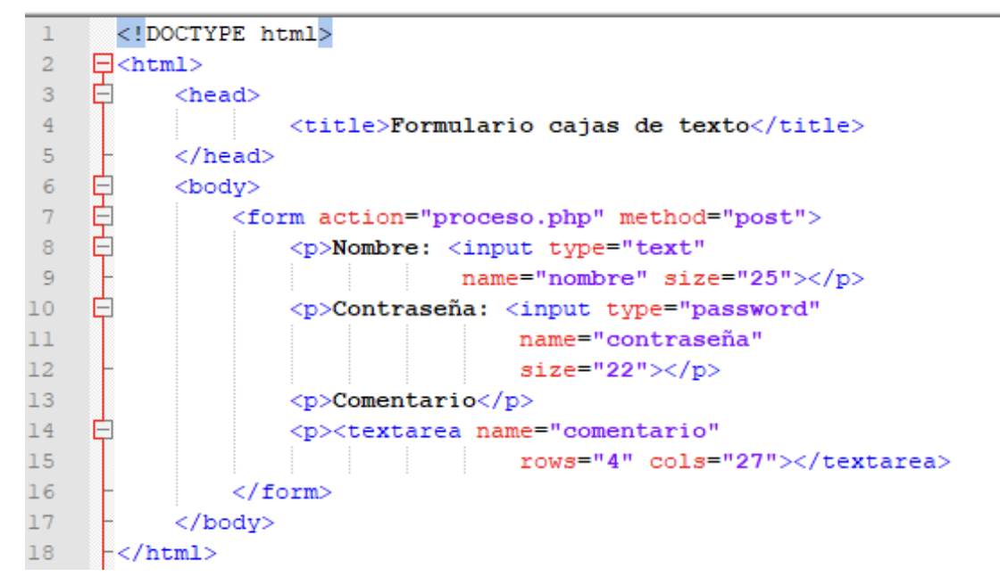 1 <!DOCTYPE html>
2 <html>
3 <head>
4 <title>Formulario cajas de texto</title>
5 </head>
6 <body>
7 <form action="proceso.php" method="post">
8 <p>Nombre: <input type="text"
9 name="nombre" size="25"></p>
10 <p>Contraseña: <input type="password"
11 name="contraseña"
12 size="22"></p>
13 <p>Comentario</p>
14 <p><textarea name="comentario"
15 rows="4" cols="27"></textarea>
16 </form>
17 </body>
18 </html>